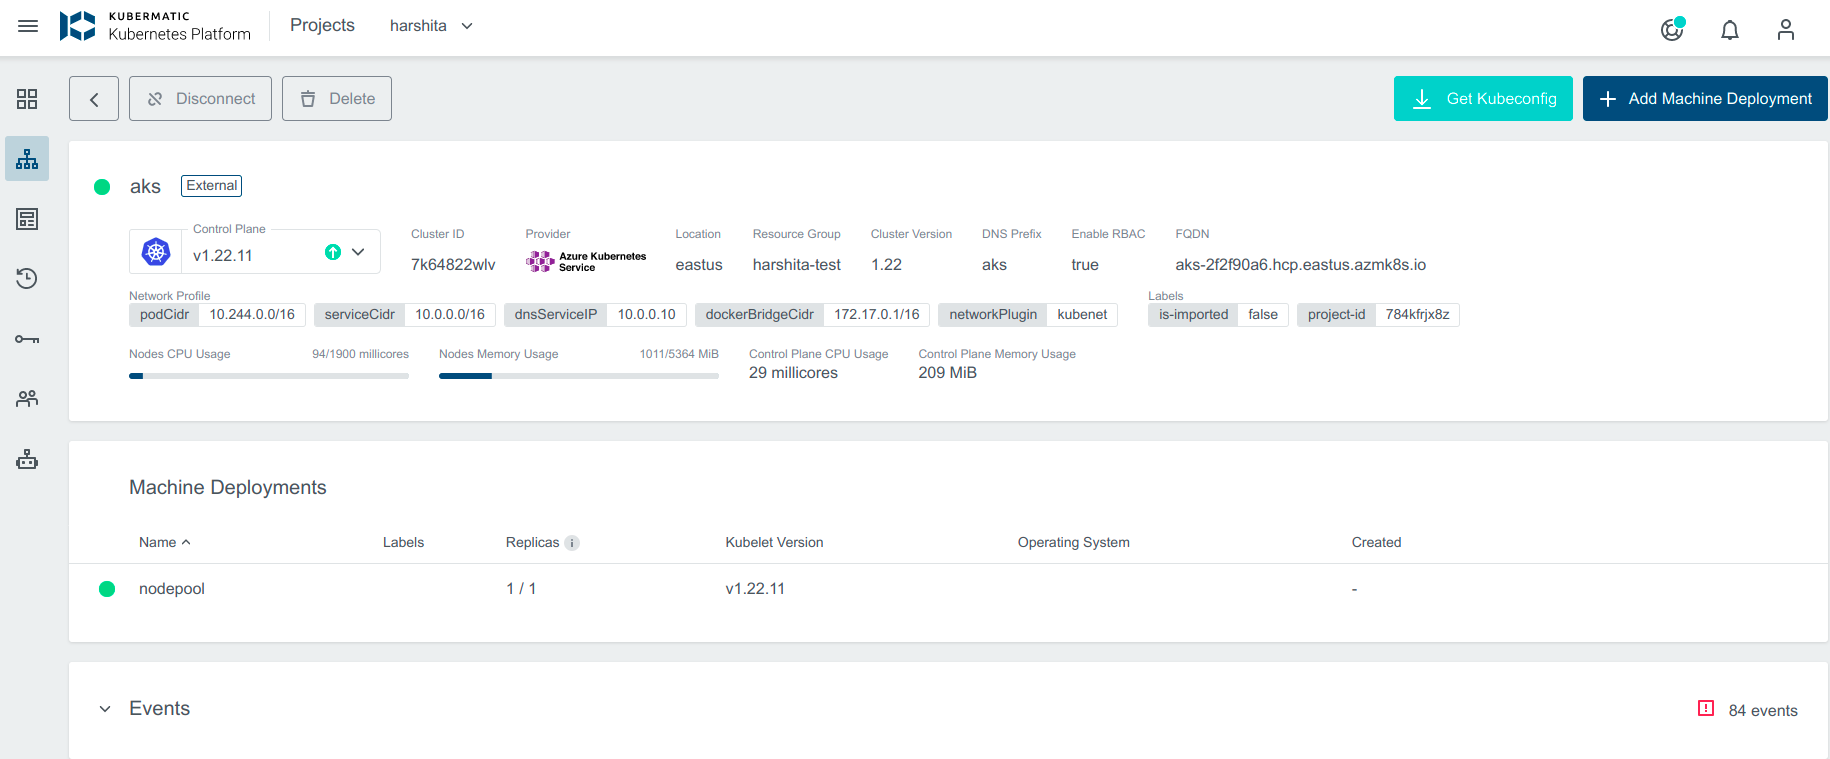 KUBERMATIC
Kubernetes Platform
Projects
harshita
Disconnect
Delete
Get Kubeconfig
Add Machine Deployment
aks
External
Control Plane
v1.22.11
Cluster ID
7k64822wlv
Provider
Azure Kubernetes
Service
Location
eastus
Resource Group
harshita-test
Cluster Version
1.22
DNS Prefix
aks
Enable RBAC
true
FQDN
aks-2f2f90a6.hcp.eastus.azmk8s.io
Network Profile
podCidr 10.244.0.0/16
serviceCidr 10.0.0.0/16
dnsServiceIP 10.0.0.10
dockerBridgeCidr 172.17.0.1/16
networkPlugin kubenet
Labels
is-imported false
project-id 784kfrjx8z
Nodes CPU Usage 94/1900 millicores
Nodes Memory Usage 1011/5364 MiB
Control Plane CPU Usage
29 millicores
Control Plane Memory Usage
209 MiB
Machine Deployments
Name Labels Replicas Kubelet Version Operating System Created
nodepool 1 / 1 v1.22.11 -
Events
84 events